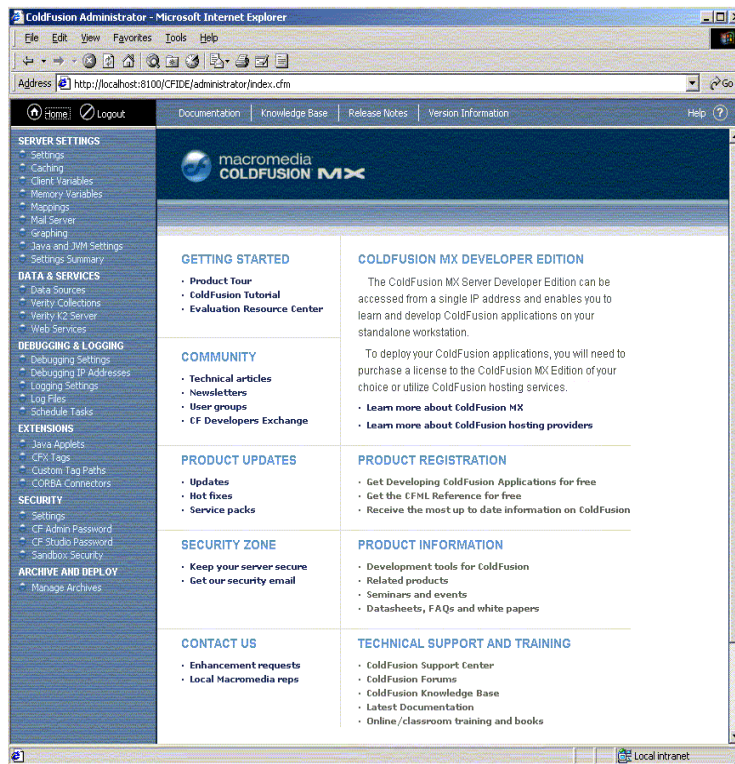 ColdFusion Administrator - Microsoft Internet Explorer
File Edit View Favorites Tools Help
Address http://localhost:8100/CFIDE/administrator/index.cfm Go
Home Logout Documentation Knowledge Base Release Notes Version Information Help ?
SERVER SETTINGS
Settings
Caching
Client Variables
Memory Variables
Mappings
Mail Server
Graphing
Java and JVM Settings
Settings Summary
DATA & SERVICES
Data Sources
Verity Collections
Verity K2 Server
Web Services
DEBUGGING & LOGGING
Debugging Settings
Debugging IP Addresses
Logging Settings
Log Files
Schedule Tasks
EXTENSIONS
Java Applets
CFX Tags
Custom Tag Paths
CORBA Connectors
SECURITY
Settings
CF Admin Password
CF Studio Password
Sandbox Security
ARCHIVE AND DEPLOY
Manage Archives
macromedia
COLDFUSION MX
GETTING STARTED
· Product Tour
· ColdFusion Tutorial
· Evaluation Resource Center
COMMUNITY
· Technical articles
· Newsletters
· User groups
· CF Developers Exchange
PRODUCT UPDATES
· Updates
· Hot fixes
· Service packs
SECURITY ZONE
· Keep your server secure
· Get our security email
CONTACT US
· Enhancement requests
· Local Macromedia reps
COLDFUSION MX DEVELOPER EDITION
The ColdFusion MX Server Developer Edition can be
accessed from a single IP address and enables you to
learn and develop ColdFusion applications on your
standalone workstation.
To deploy your ColdFusion applications, you will need to
purchase a license to the ColdFusion MX Edition of your
choice or utilize ColdFusion hosting services.
· Learn more about ColdFusion MX
· Learn more about ColdFusion hosting providers
PRODUCT REGISTRATION
· Get Developing ColdFusion Applications for free
· Get the CFML Reference for free
· Receive the most up to date information on ColdFusion
PRODUCT INFORMATION
· Development tools for ColdFusion
· Related products
· Seminars and events
· Datasheets, FAQs and white papers
TECHNICAL SUPPORT AND TRAINING
· ColdFusion Support Center
· ColdFusion Forums
· ColdFusion Knowledge Base
· Latest Documentation
· Online/classroom training and books
Local intranet